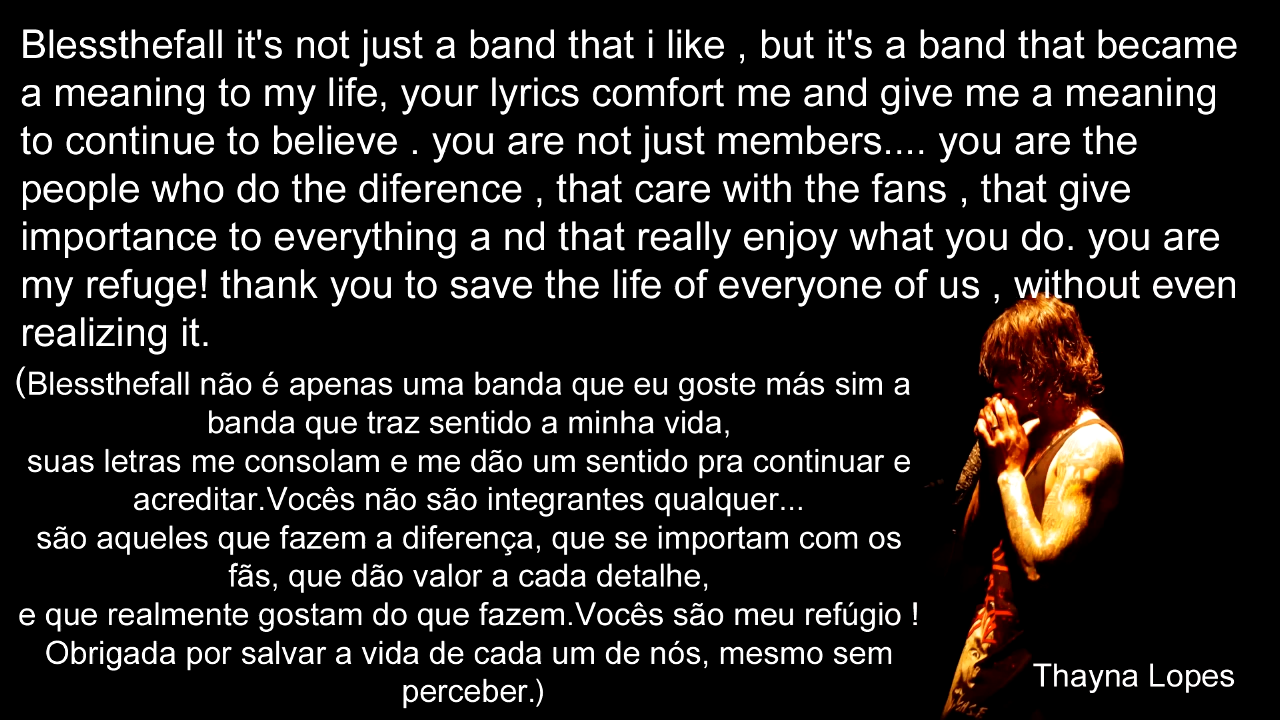 Blessthefall it's not just a band that i like , but it's a band that became
a meaning to my life, your lyrics comfort me and give me a meaning
to continue to believe . you are not just members.... you are the
people who do the diference , that care with the fans , that give
importance to everything a nd that really enjoy what you do. you are
my refuge! thank you to save the life of everyone of us , without even
realizing it.
(Blessthefall não é apenas uma banda que eu goste más sim a
banda que traz sentido a minha vida,
suas letras me consolam e me dão um sentido pra continuar e
acreditar.Vocês não são integrantes qualquer...
são aqueles que fazem a diferença, que se importam com os
fãs, que dão valor a cada detalhe,
e que realmente gostam do que fazem.Vocês são meu refúgio !
Obrigada por salvar a vida de cada um de nós, mesmo sem
perceber.)
Thayna Lopes